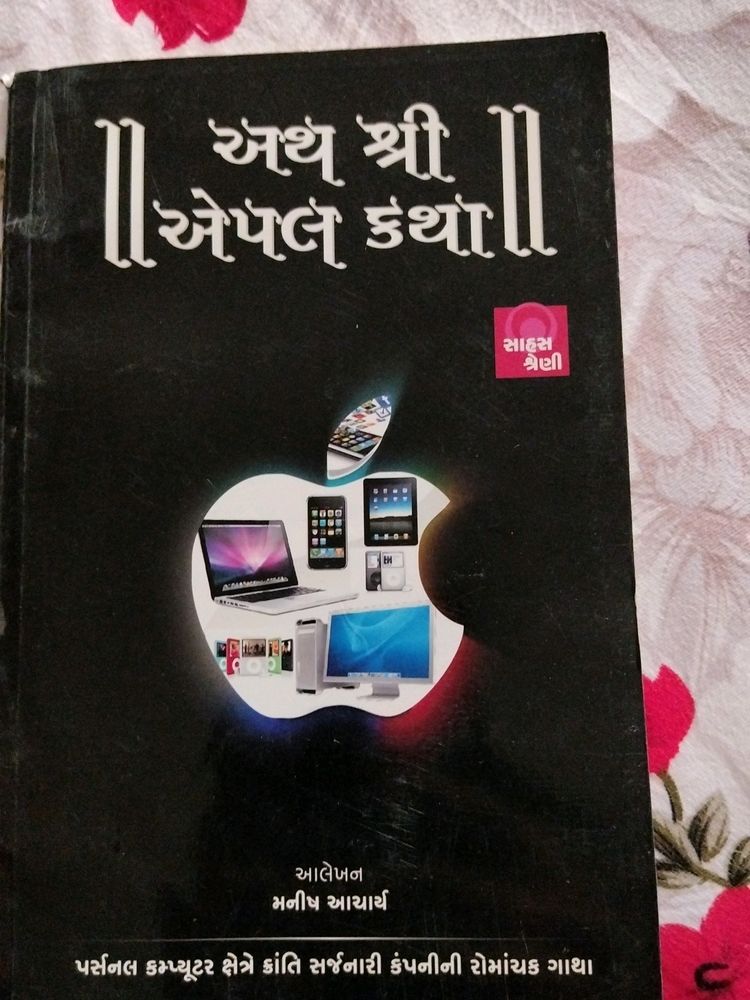 || અથ શ્રી
એપલ કથા ||
સાહસ
શ્રેણી
આલેખન
મનીષ આચાર્ય
પર્સનલ કમ્પ્યૂટર ક્ષેત્રે ક્રાંતિ સર્જનારી કંપનીની રોમાંચક ગાથા